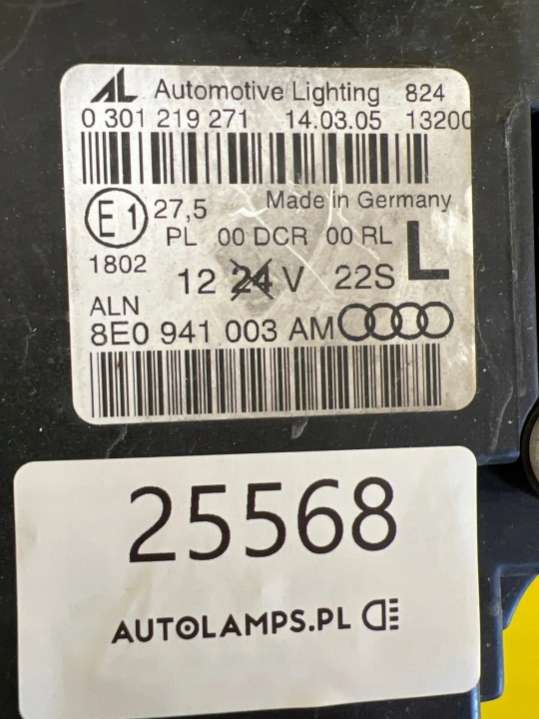 AL Automotive Lighting 824
0 301 219 271 14.03.05 13200
E1 27,5 Made in Germany
PL 00 DCR 00 RL L
1802 12 24 V 22S
ALN
8E0 941 003 AM
25568
AUTOLAMPS.PL